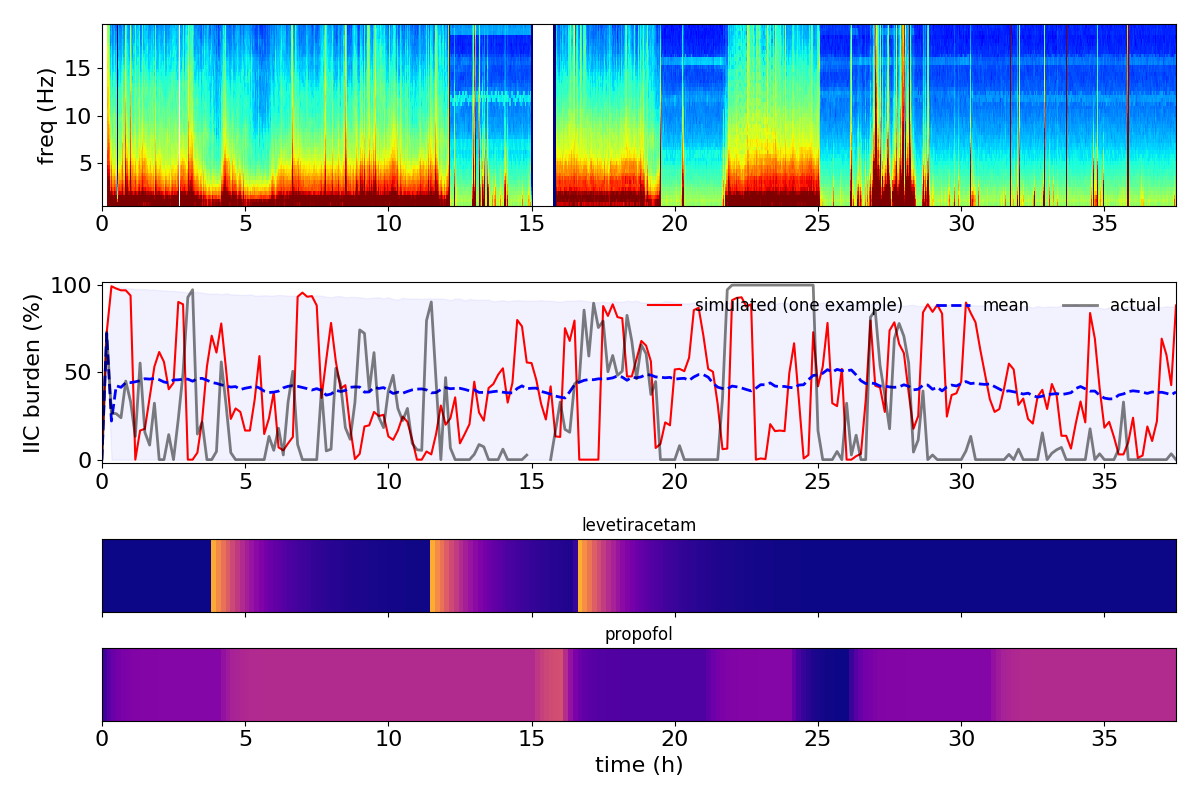 freq (Hz)
15
10
5
0 5 10 15 20 25 30 35
IIC burden (%)
100
50
0
simulated (one example) mean actual
0 5 10 15 20 25 30 35
levetiracetam
propofol
0 5 10 15 20 25 30 35
time (h)